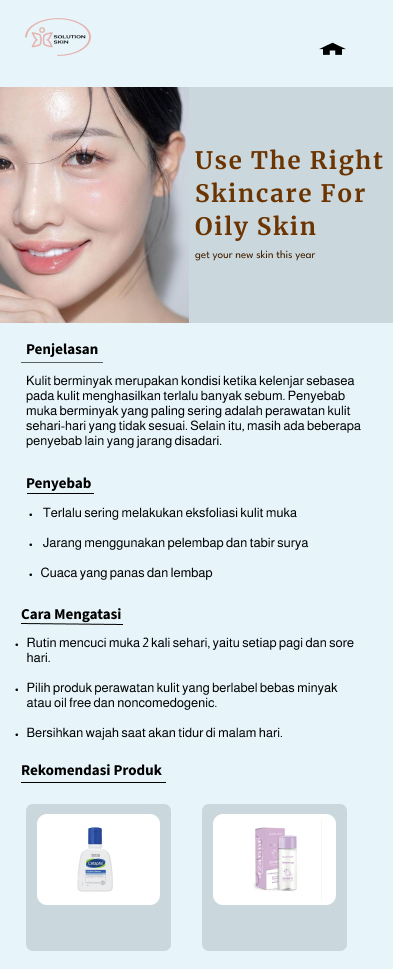 SOLUTION
SKIN
Use The Right
Skincare For
Oily Skin
get your new skin this year
Penjelasan
Kulit berminyak merupakan kondisi ketika kelenjar sebasea
pada kulit menghasilkan terlalu banyak sebum. Penyebab
muka berminyak yang paling sering adalah perawatan kulit
sehari-hari yang tidak sesuai. Selain itu, masih ada beberapa
penyebab lain yang jarang disadari.
Penyebab
• Terlalu sering melakukan eksfoliasi kulit muka
• Jarang menggunakan pelembap dan tabir surya
• Cuaca yang panas dan lembap
Cara Mengatasi
• Rutin mencuci muka 2 kali sehari, yaitu setiap pagi dan sore
hari.
• Pilih produk perawatan kulit yang berlabel bebas minyak
atau oil free dan noncomedogenic.
• Bersihkan wajah saat akan tidur di malam hari.
Rekomendasi Produk
Cetaphil